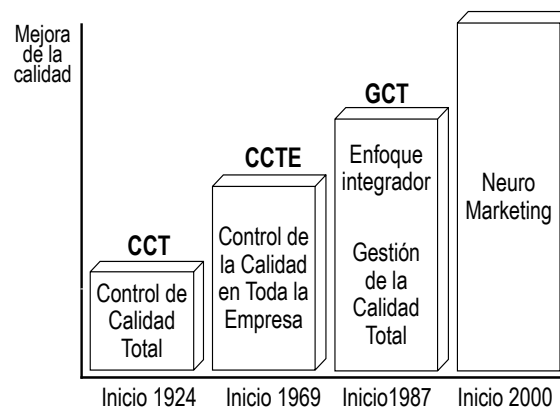 Mejora
de la
calidad
CCT
Control de
Calidad
Total
CCTE
Control de
la Calidad
en Toda la
Empresa
GCT
Enfoque
integrador
Gestión
de la
Calidad
Total
Neuro
Marketing
Inicio 1924
Inicio 1969
Inicio1987
Inicio 2000